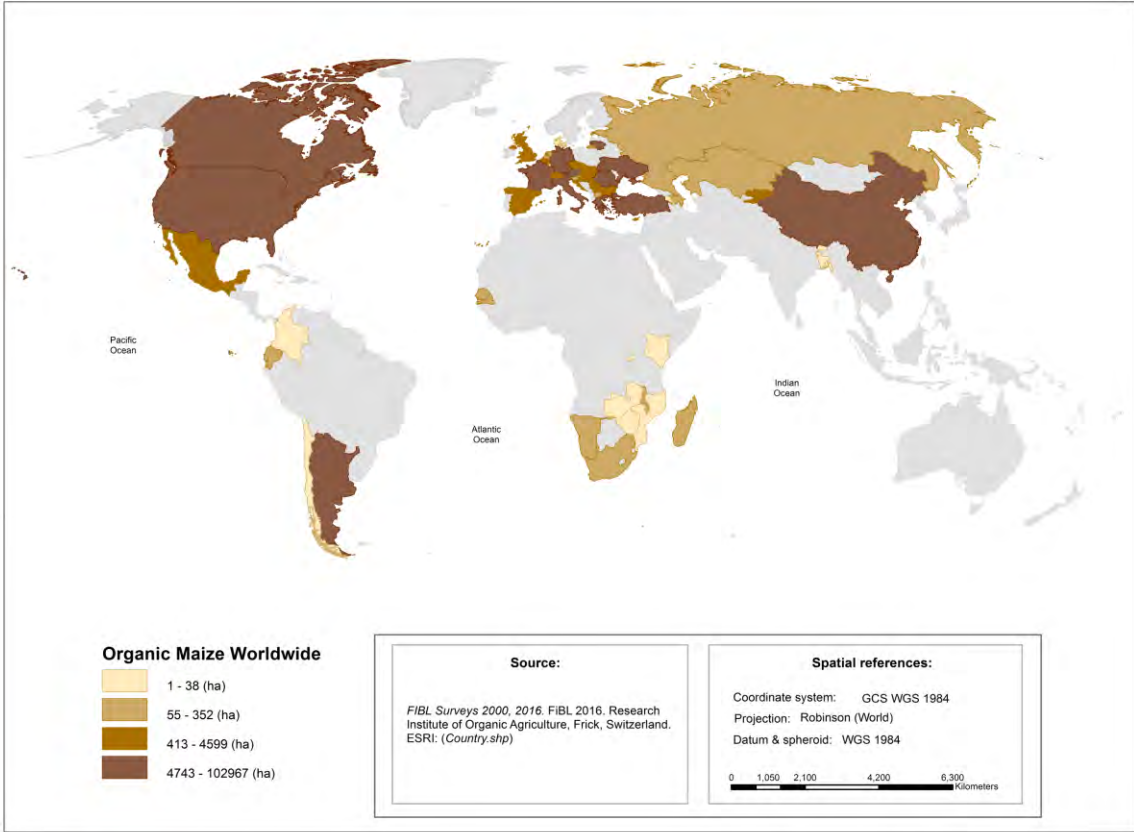 Pacific
Ocean
Atlantic
Ocean
Indian
Ocean
Organic Maize Worldwide
1 - 38 (ha)
55 - 352 (ha)
413 - 4599 (ha)
4743 - 102967 (ha)
Source:
FIBL Surveys 2000, 2016. FiBL 2016. Research
Institute of Organic Agriculture, Frick, Switzerland.
ESRI: (Country.shp)
Spatial references:
Coordinate system: GCS WGS 1984
Projection: Robinson (World)
Datum & spheroid: WGS 1984
0 1,050 2,100 4,200 6,300
Kilometers